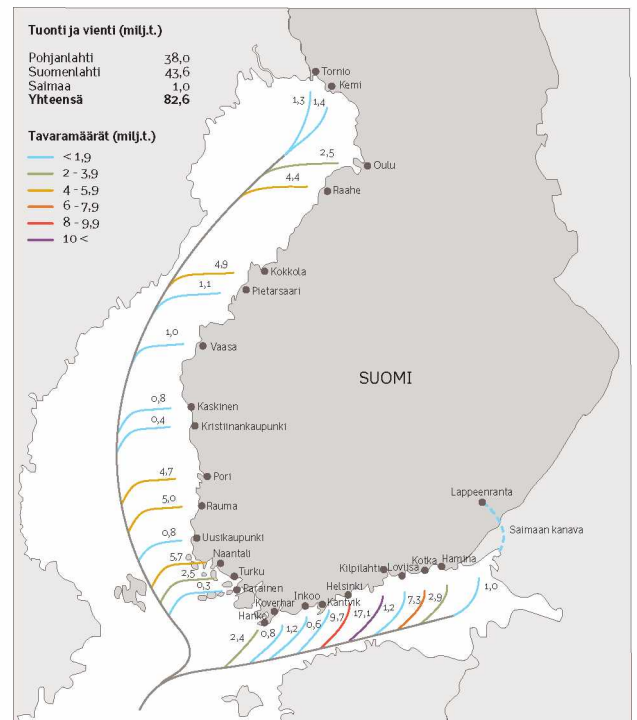 Tuonti ja vienti (milj.t.)
Pohjanlahti 38,0
Suomenlahti 43,6
Saimaa 1,0
Yhteensä 82,6
Tavaramäärät (milj.t.)
< 1,9
2 - 3,9
4 - 5,9
6 - 7,9
8 - 9,9
10 <
Tornio
Kemi
1,3
1,4
2,5
Oulu
4,4
Raahe
4,9
Kokkola
1,1
Pietarsaari
1,0
Vaasa
SUOMI
0,8
Kaskinen
0,4
Kristiinankaupunki
4,7
Pori
5,0
Rauma
Lappeenranta
Saimaan kanava
0,8
Uusikaupunki
Naantali
5,7
2,5
Turku
0,3
Parainen
Kilpilahti
Loviisa
Kotka
Hamina
Helsinki
Kantvik
Inkoo
Koverhar
Hanko
2,4
0,8
1,2
0,6
9,7
17,1
1,2
7,3
2,9
1,0